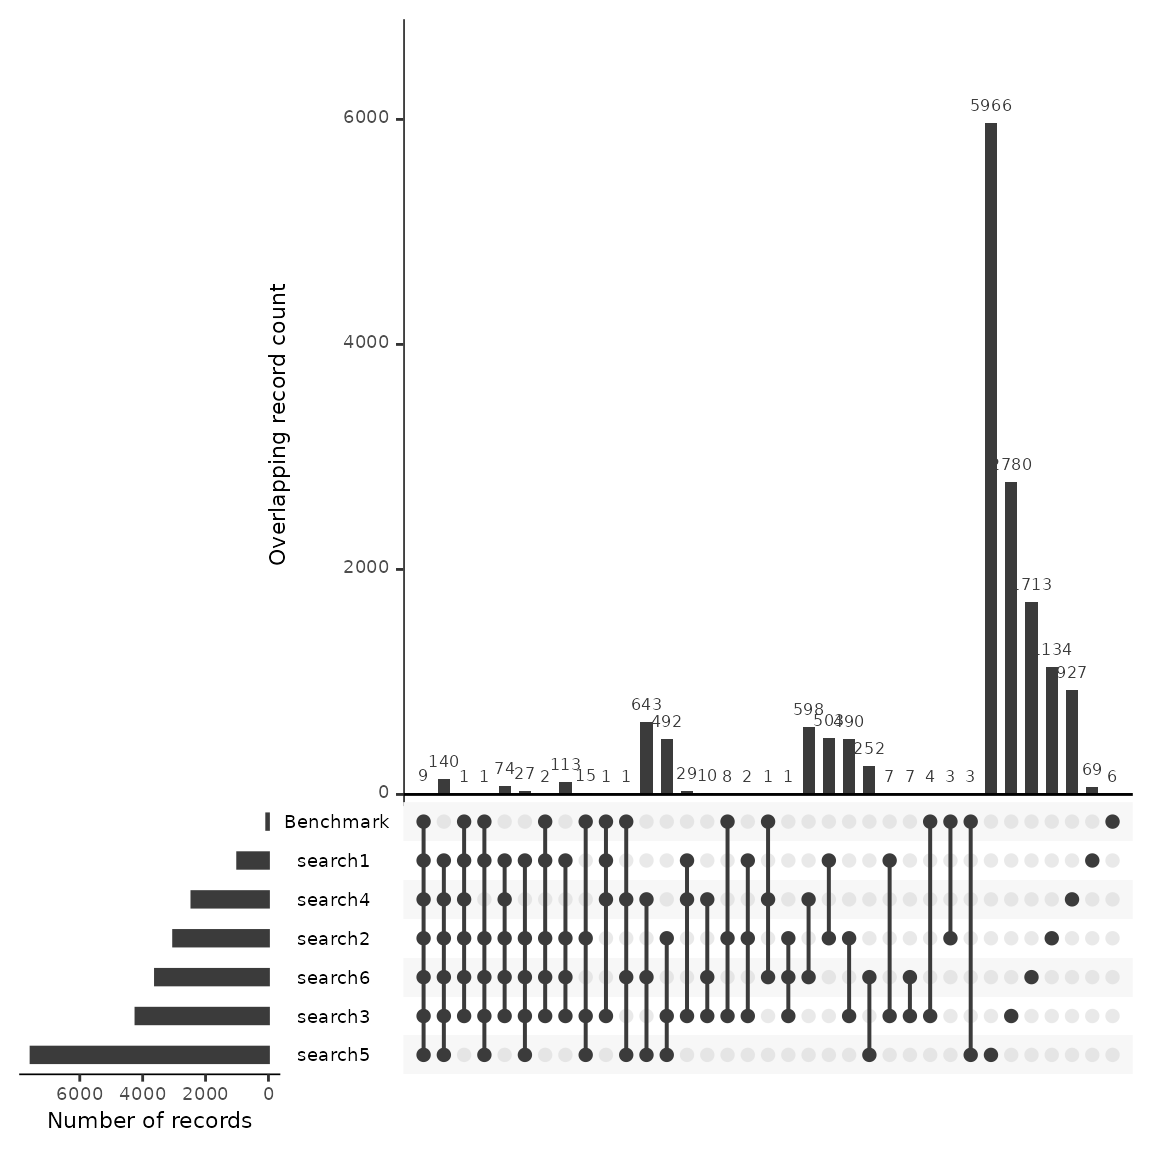 Overlapping record count
6000
4000
2000
0
9 140 1 1 74 27 2 113 15 1 1 643 492 29 10 8 2 1 1 598 503 490 252 7 7 4 3 3 5966 2780 1713 1134 927 69 6
Benchmark
search1
search4
search2
search6
search3
search5
6000 4000 2000 0
Number of records